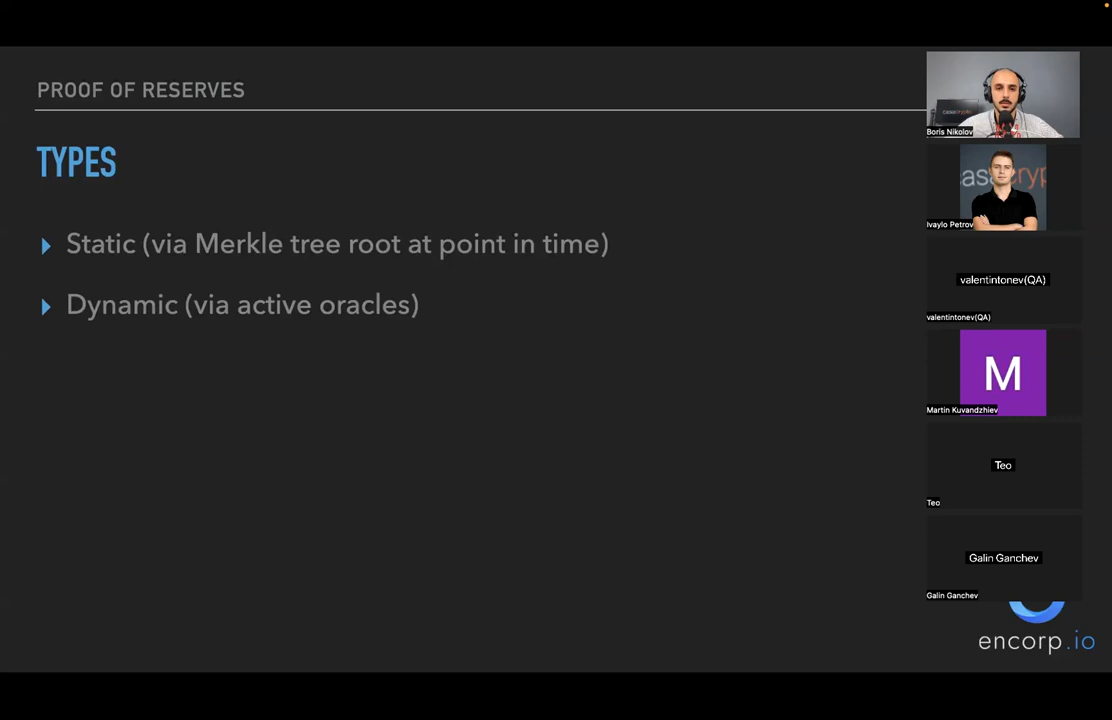 PROOF OF RESERVES
TYPES
Static (via Merkle tree root at point in time)
Dynamic (via active oracles)
Boris Nikolov
Ivaylo Petrov
valentintonev(QA)
valentintonev(QA)
M
Martin Kuvandzhiev
Teo
Teo
Galin Ganchev
Galin Ganchev
encorp.io